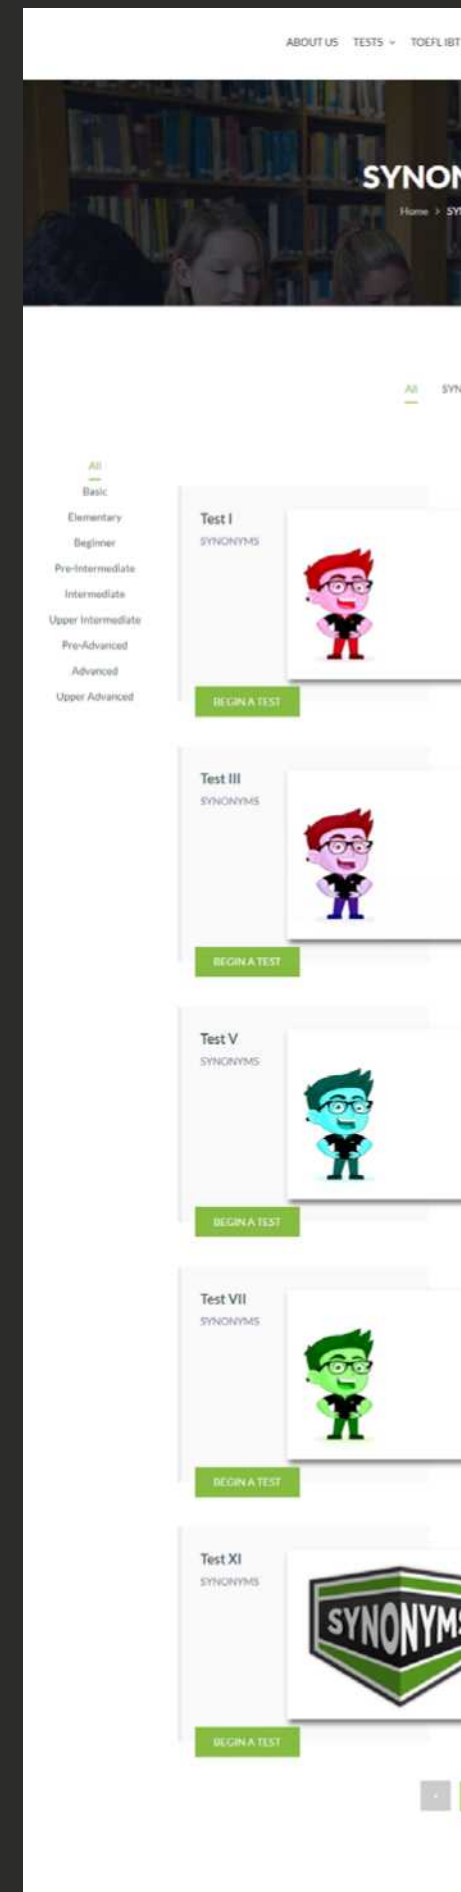 ABOUT US TESTS TOEFL IBT
SYNON
Home > SY
All SYN
All
Basic
Elementary
Beginner
Pre-Intermediate
Intermediate
Upper Intermediate
Pre-Advanced
Advanced
Upper Advanced
Test I
SYNONYMS
BEGIN A TEST
Test III
SYNONYMS
BEGIN A TEST
Test V
SYNONYMS
BEGIN A TEST
Test VII
SYNONYMS
BEGIN A TEST
Test XI
SYNONYMS
SYNONYMS
BEGIN A TEST